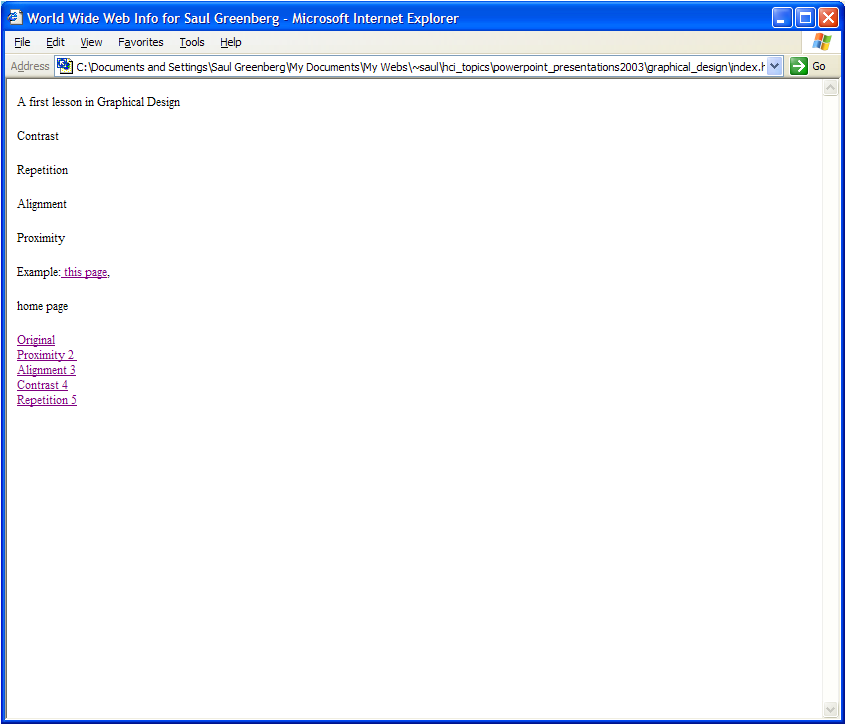 World Wide Web Info for Saul Greenberg - Microsoft Internet Explorer
File Edit View Favorites Tools Help
Address C:\Documents and Settings\Saul Greenberg\My Documents\My Webs\~saul\hci_topics\powerpoint_presentations2003\graphical_design\index.h Go
A first lesson in Graphical Design
Contrast
Repetition
Alignment
Proximity
Example: this page,
home page
Original
Proximity 2
Alignment 3
Contrast 4
Repetition 5